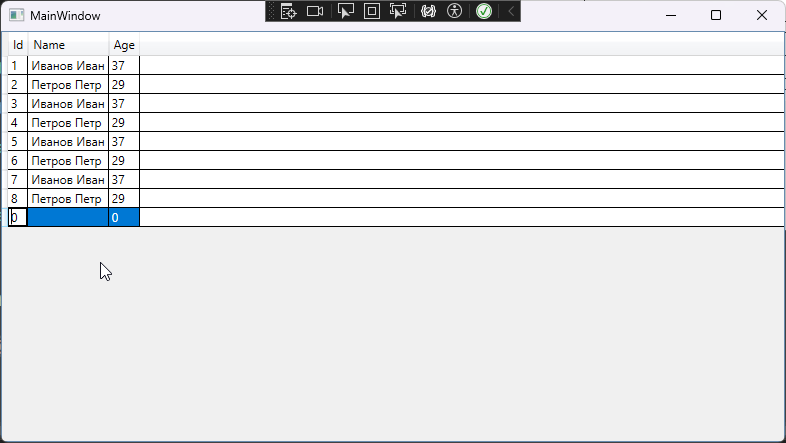 MainWindow
Id Name Age
1 Иванов Иван 37
2 Петров Петр 29
3 Иванов Иван 37
4 Петров Петр 29
5 Иванов Иван 37
6 Петров Петр 29
7 Иванов Иван 37
8 Петров Петр 29
0 0